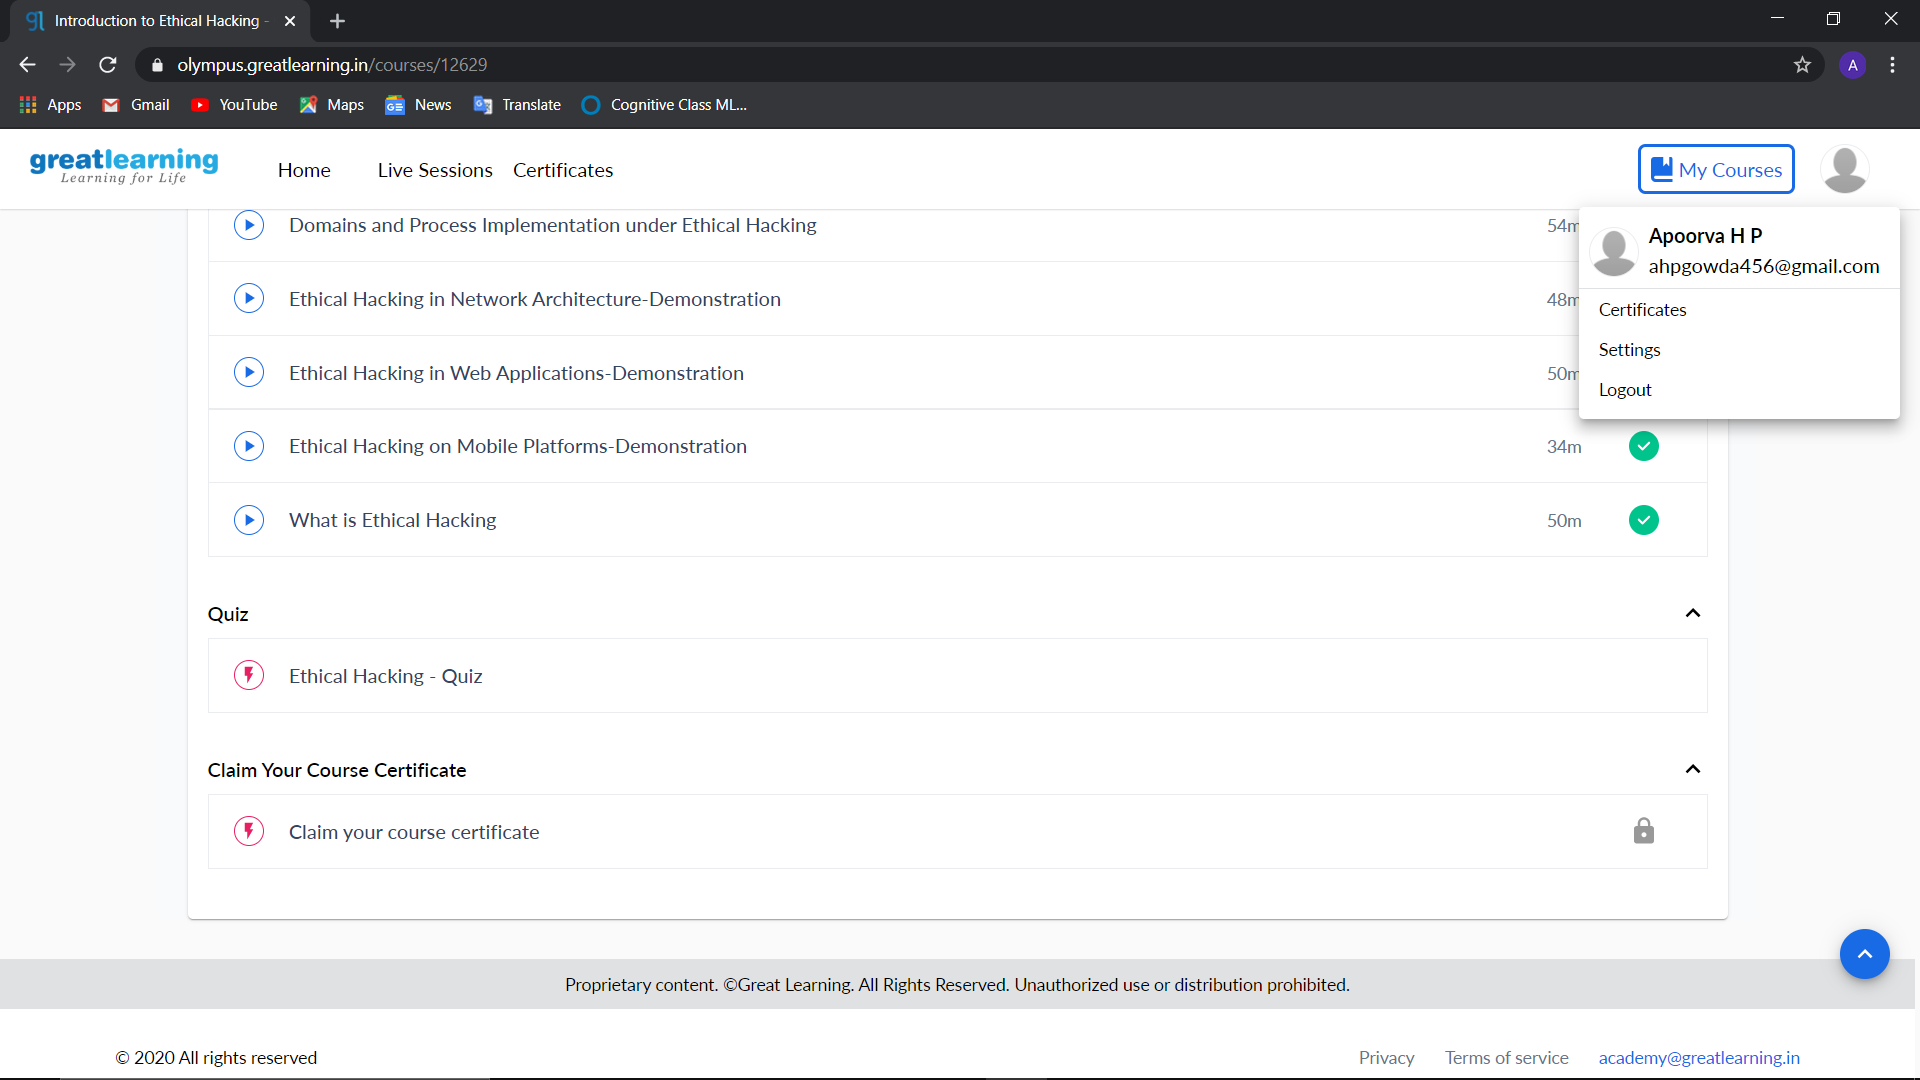 Introduction to Ethical Hacking -
olympus.greatlearning.in/courses/12629
A
Apps Gmail YouTube Maps News Translate Cognitive Class ML...
greatlearning
Learning for Life
Home Live Sessions Certificates
My Courses
Domains and Process Implementation under Ethical Hacking 54m
Apoorva H P
ahpgowda456@gmail.com
Certificates
Settings
Logout
Ethical Hacking in Network Architecture-Demonstration 48m
Ethical Hacking in Web Applications-Demonstration 50m
Ethical Hacking on Mobile Platforms-Demonstration 34m
What is Ethical Hacking 50m
Quiz
Ethical Hacking - Quiz
Claim Your Course Certificate
Claim your course certificate
Proprietary content. ©Great Learning. All Rights Reserved. Unauthorized use or distribution prohibited.
© 2020 All rights reserved
Privacy Terms of service academy@greatlearning.in